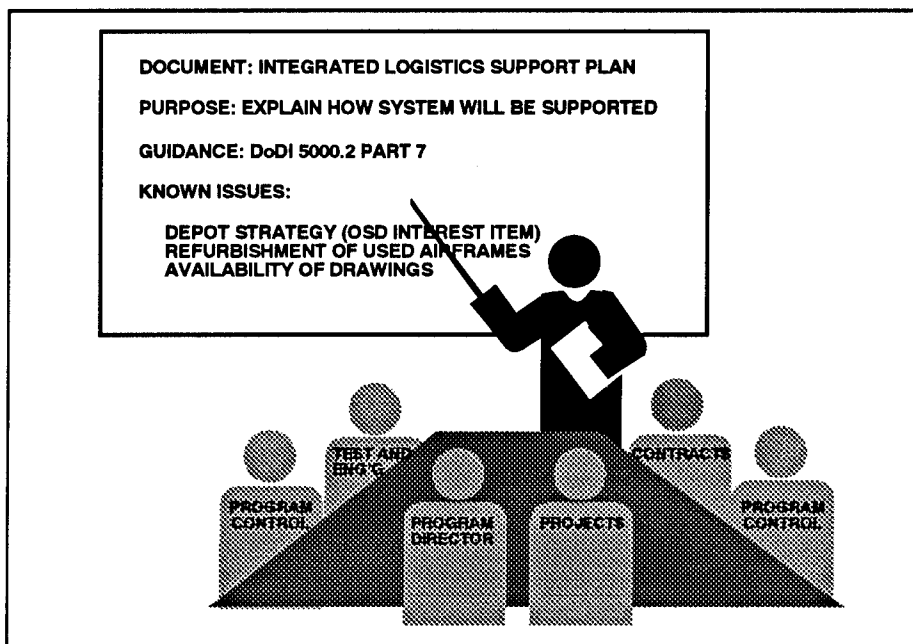 DOCUMENT: INTEGRATED LOGISTICS SUPPORT PLAN
PURPOSE: EXPLAIN HOW SYSTEM WILL BE SUPPORTED
GUIDANCE: DoDI 5000.2 PART 7
KNOWN ISSUES:
DEPOT STRATEGY (OSD INTEREST ITEM)
REFURBISHMENT OF USED AIRFRAMES
AVAILABILITY OF DRAWINGS
TEST AND
ENG'G
CONTRACTS
PROGRAM
CONTROL
PROGRAM
DIRECTOR
PROJECTS
PROGRAM
CONTROL